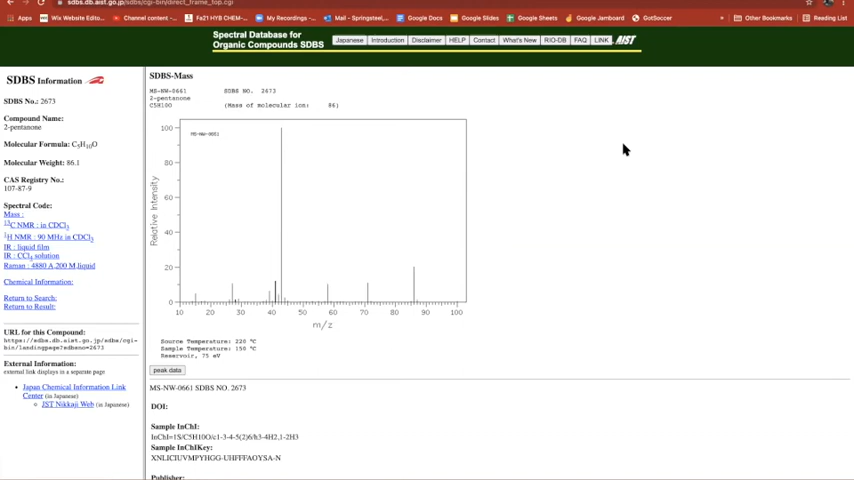 sdbs.db.aist.go.jp/sdbs/cgi-bin/direct_frame_top.cgi
Apps Wix Website Edito... Channel content -... Fa21 HYB CHEM-... My Recordings -... Mail - Springsteel,... Google Docs Google Slides Google Sheets Google Jamboard GotSoccer » Other Bookmarks Reading List
Spectral Database for
Organic Compounds SDBS
Japanese Introduction Disclaimer HELP Contact What's New RIO-DB FAQ LINK AIST
SDBS Information
SDBS No.: 2673
Compound Name:
2-pentanone
Molecular Formula: C5H10O
Molecular Weight: 86.1
CAS Registry No.:
107-87-9
Spectral Code:
Mass :
13C NMR : in CDCl3
1H NMR : 90 MHz in CDCl3
IR : liquid film
IR : CCl4 solution
Raman : 4880 A,200 M,liquid
Chemical Information:
Return to Search:
Return to Result:
URL for this Compound
https://sdbs.db.aist.go.jp/sdbs/cgi-
bin/landingpage?sdbsno=2673
External Information:
external link displays is a separate page
Japan Chemical Information Link
Center (in Japanese)
JST Nikkaji Web (in Japanese)
SDBS-Mass
MS-NW-0661 SDBS NO. 2673
2-pentanone
C5H10O (Mass of molecular ion: 86)
MS-NW-0661
100
80
60
40
20
0
Relative Intensity
10 20 30 40 50 60 70 80 90 100
m/z
Source Temperature: 220 °C
Sample Temperature: 150 °C
Reservoir, 75 eV
peak data
MS-NW-0661 SDBS NO. 2673
DOI:
Sample InChI:
InChI=1S/C5H10O/c1-3-4-5(2)6/h3-4H2,1-2H3
Sample InChIKey:
XNLICIUVMPYHGG-UHFFFAOYSA-N
Publisher: